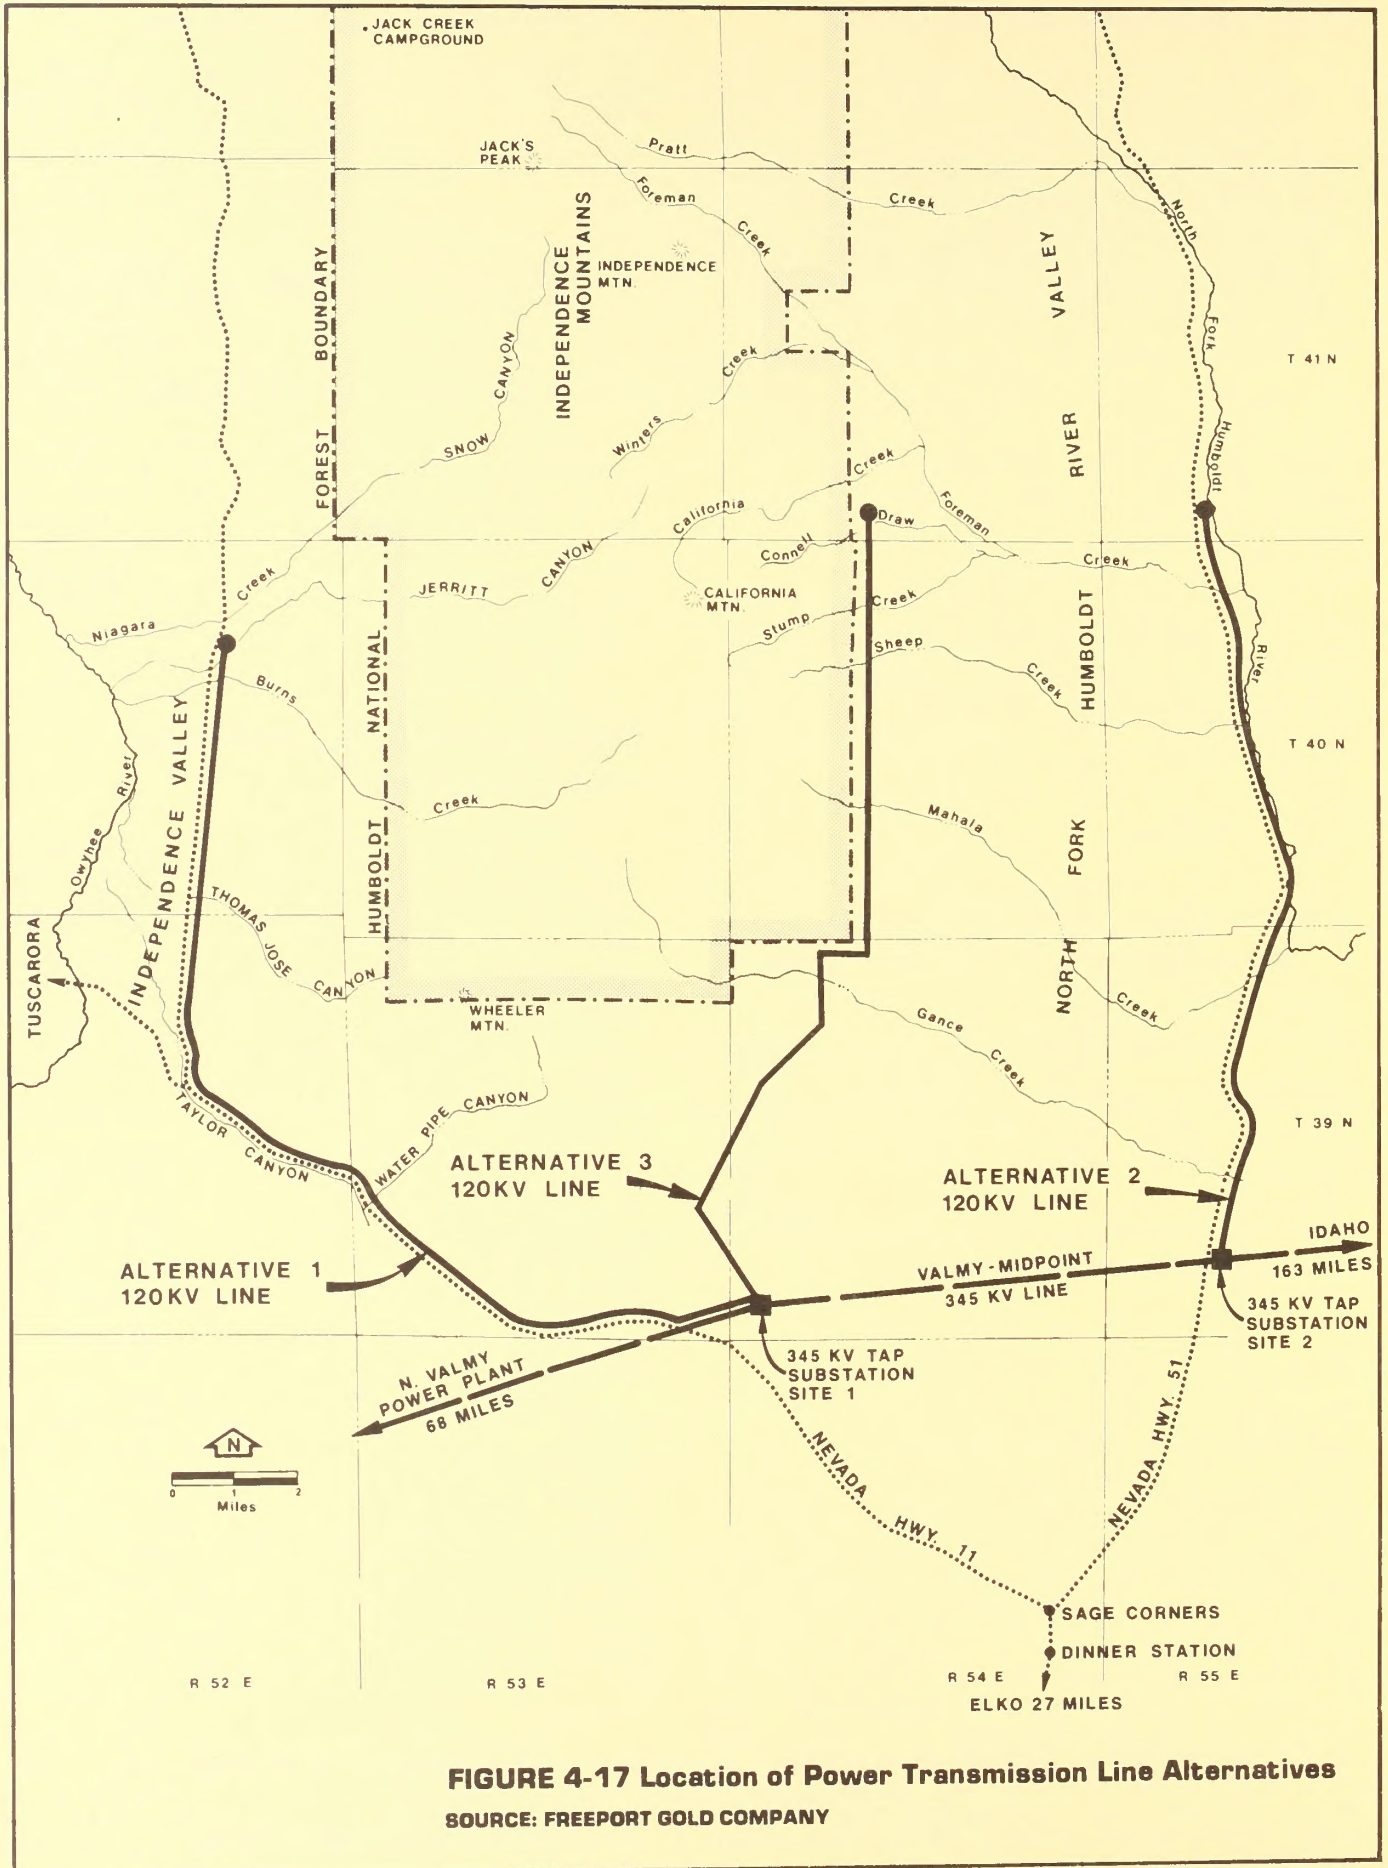 JACK CREEK
CAMPGROUND
JACK'S
PEAK
Pratt
Creek
Foreman
Creek
North
Fork
Humboldt
River
INDEPENDENCE
MOUNTAINS
INDEPENDENCE
MTN.
VALLEY
RIVER
HUMBOLDT
FORK
NORTH
BOUNDARY
FOREST
NATIONAL
HUMBOLDT
T 41 N
SNOW
CANYON
Winters
Creek
California
Creek
Draw
Connell
Foreman
Creek
Creek
JERRITT
CANYON
CALIFORNIA
MTN.
Stump
Creek
Niagara
Sheep
Creek
Burns
Creek
INDEPENDENCE VALLEY
Owyhee
River
T 40 N
Mahala
Creek
THOMAS JOSE CANYON
TUSCARORA
WHEELER
MTN.
Gance
Creek
TAYLOR
CANYON
WATER PIPE CANYON
T 39 N
ALTERNATIVE 3
120KV LINE
ALTERNATIVE 2
120KV LINE
ALTERNATIVE 1
120KV LINE
IDAHO
163 MILES
VALMY-MIDPOINT
345 KV LINE
345 KV TAP
SUBSTATION
SITE 2
345 KV TAP
SUBSTATION
SITE 1
N. VALMY
POWER PLANT
68 MILES
N
0 1 2
Miles
NEVADA
HWY. 11
NEVADA HWY. 51
SAGE CORNERS
DINNER STATION
R 52 E
R 53 E
R 54 E
R 55 E
ELKO 27 MILES
FIGURE 4-17 Location of Power Transmission Line Alternatives
SOURCE: FREEPORT GOLD COMPANY